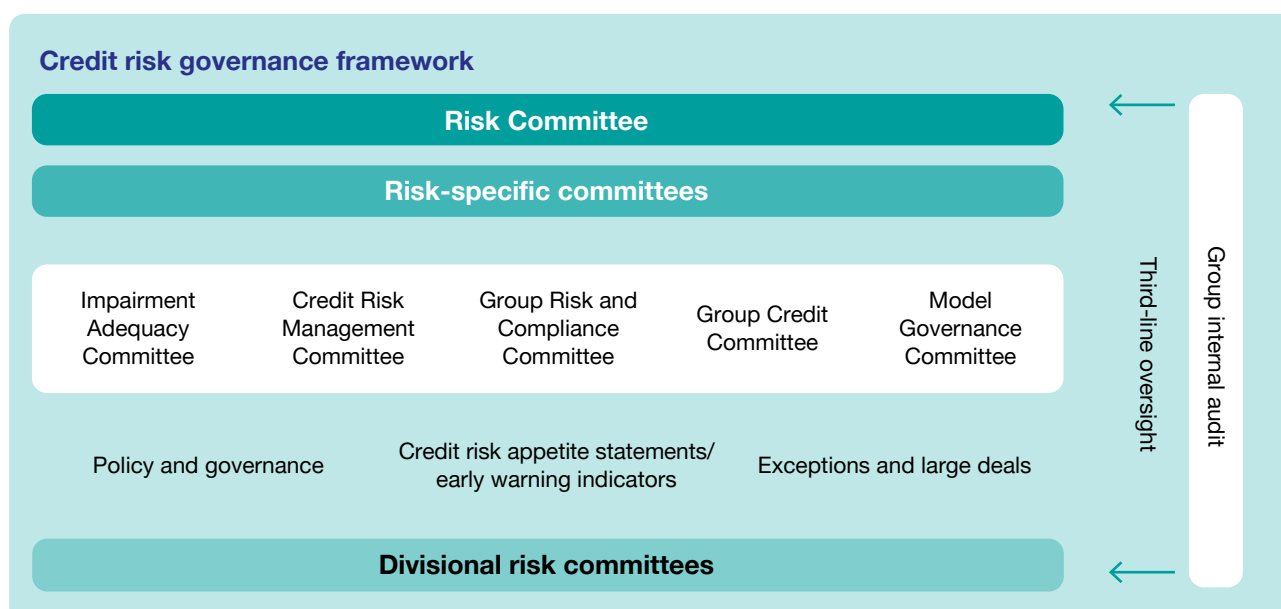 Credit risk governance framework
Risk Committee
Risk-specific committees
Impairment
Adequacy
Committee
Credit Risk
Management
Committee
Group Risk and
Compliance
Committee
Group Credit
Committee
Model
Governance
Committee
Policy and governance
Credit risk appetite statements/
early warning indicators
Exceptions and large deals
Divisional risk committees
Third-line oversight
Group internal audit